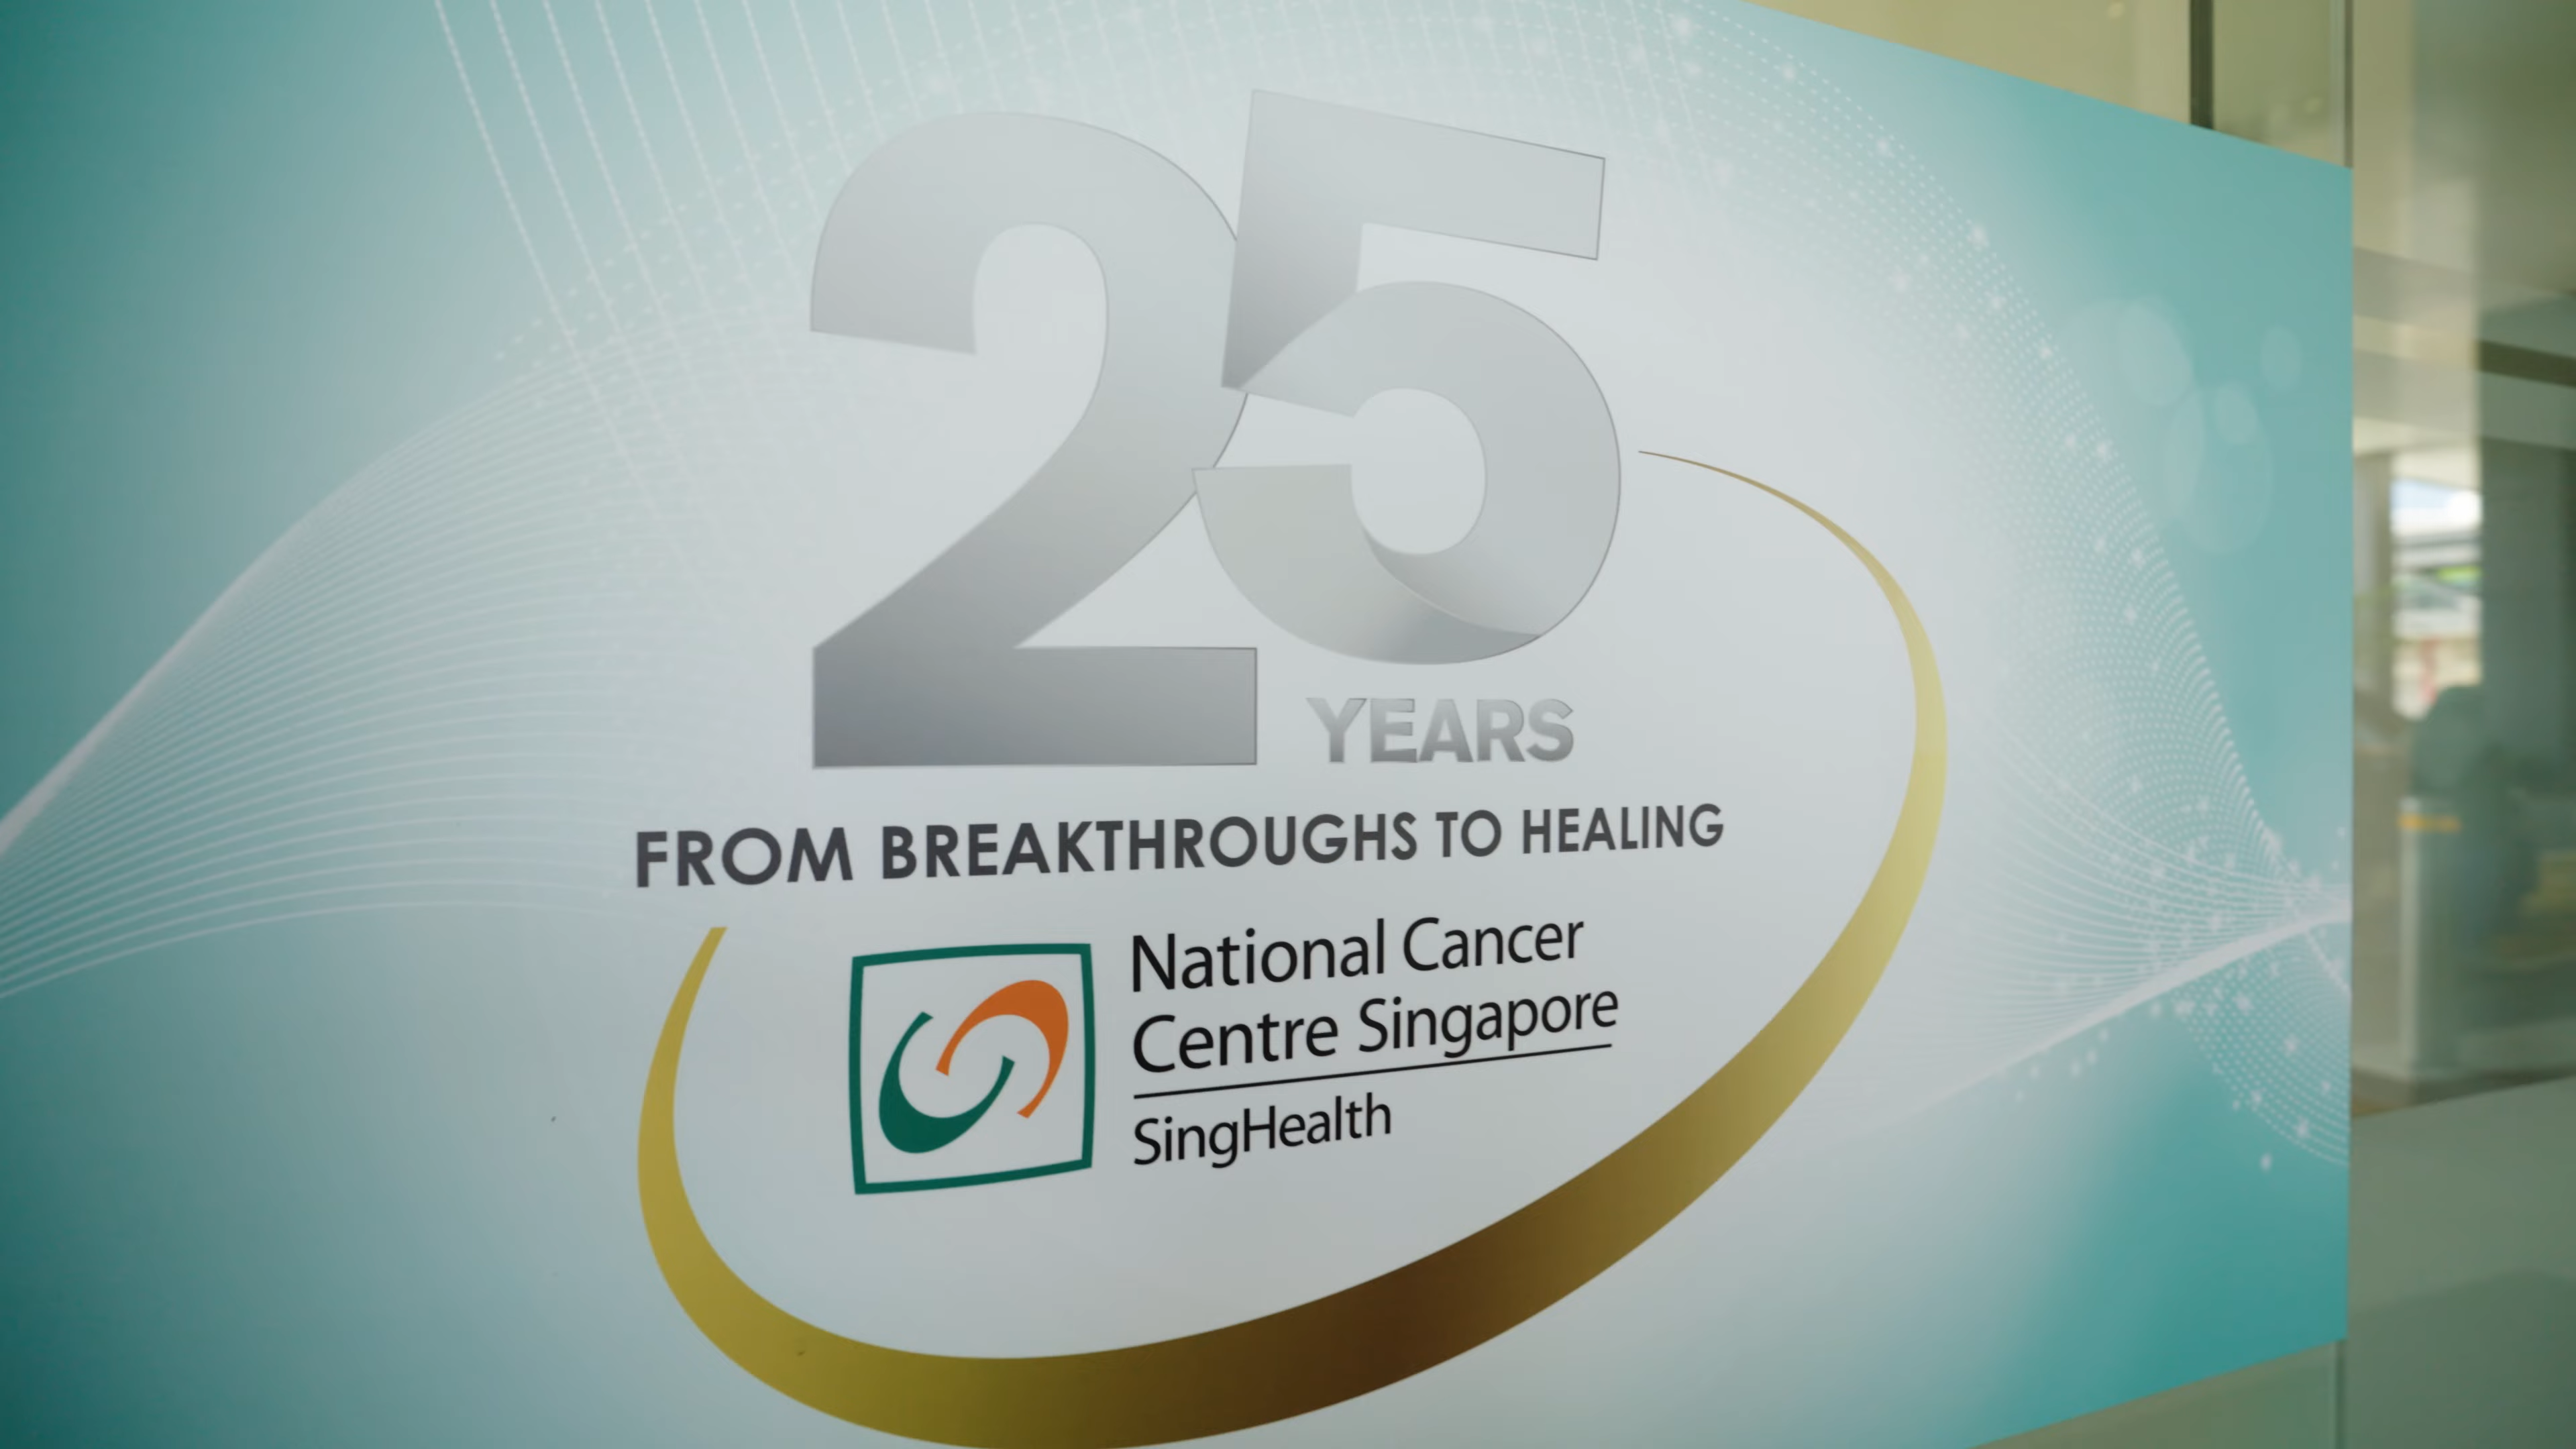 25
YEARS
FROM BREAKTHROUGHS TO HEALING
National Cancer
Centre Singapore
SingHealth